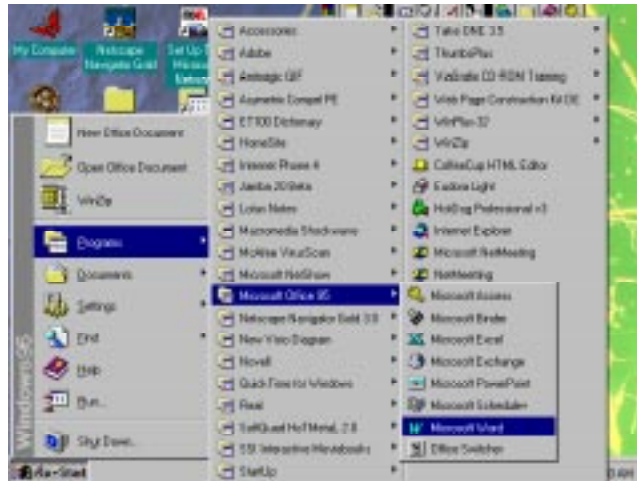 My Computer
Netscape
Navigator Gold
Set Up
Microsoft
New Office Document
Open Office Document
WinZip
Programs
Documents
Settings
Find
Help
Run...
Shut Down...
Windows95
Start
Accessories
Adobe
Animagic GIF
Asymetrix Compel PE
ET100 Dictionary
HomeSite
Internet Phone 4
Jamba 20 Beta
Lotus Notes
Macromedia Shockwave
McAfee VirusScan
Microsoft NetShow
Microsoft Office 95
Netscape Navigator Gold 3.0
New Visio Diagram
Novell
QuickTime for Windows
Real
SoftQuad HoTMetaL 2.0
SSI Interactive Moviebooks
StartUp
Take ONE 3.5
ThumbsPlus
CD-ROM Training
Web Page Construction Kit DE
WinPlus-32
WinZip
CoffeeCup HTML Editor
Eudora Light
HotDog Professional v3
Internet Explorer
Microsoft NetMeeting
NetMeeting
Microsoft Access
Microsoft Binder
Microsoft Excel
Microsoft Exchange
Microsoft PowerPoint
Microsoft Schedule+
Microsoft Word
Office Switcher
AM